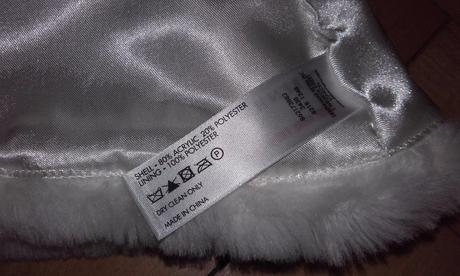 SHELL - 80% ACRYLIC, 20% POLYESTER
LINING - 100% POLYESTER
P
DRY CLEAN ONLY
MADE IN CHINA